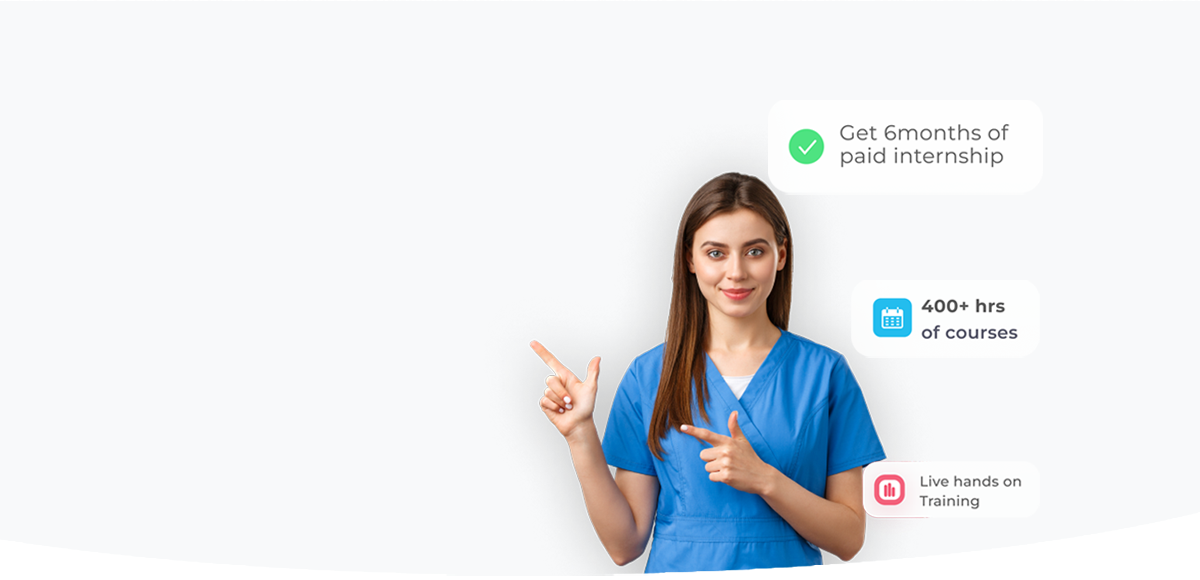 Get 6months of
paid internship
400+ hrs
of courses
Live hands on
Training